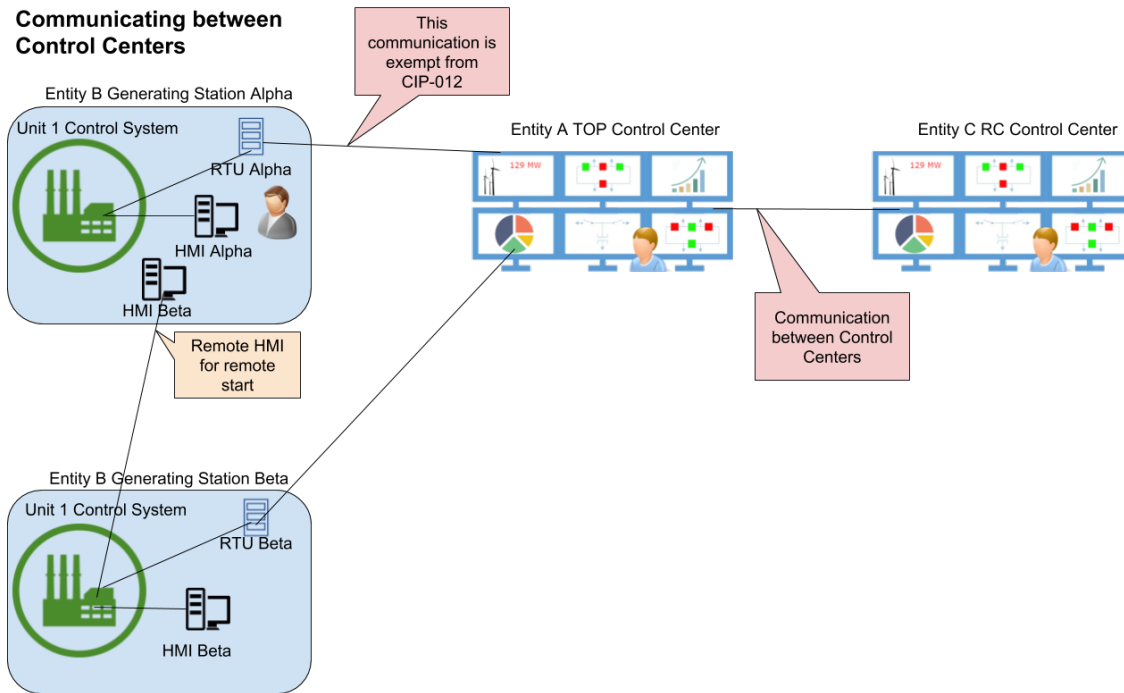 Communicating between
Control Centers
This
communication is
exempt from
CIP-012
Entity B Generating Station Alpha
Unit 1 Control System
RTU Alpha
HMI Alpha
HMI Beta
Remote HMI
for remote
start
Entity A TOP Control Center
129 MW
Entity C RC Control Center
129 MW
Communication
between Control
Centers
Entity B Generating Station Beta
Unit 1 Control System
RTU Beta
HMI Beta